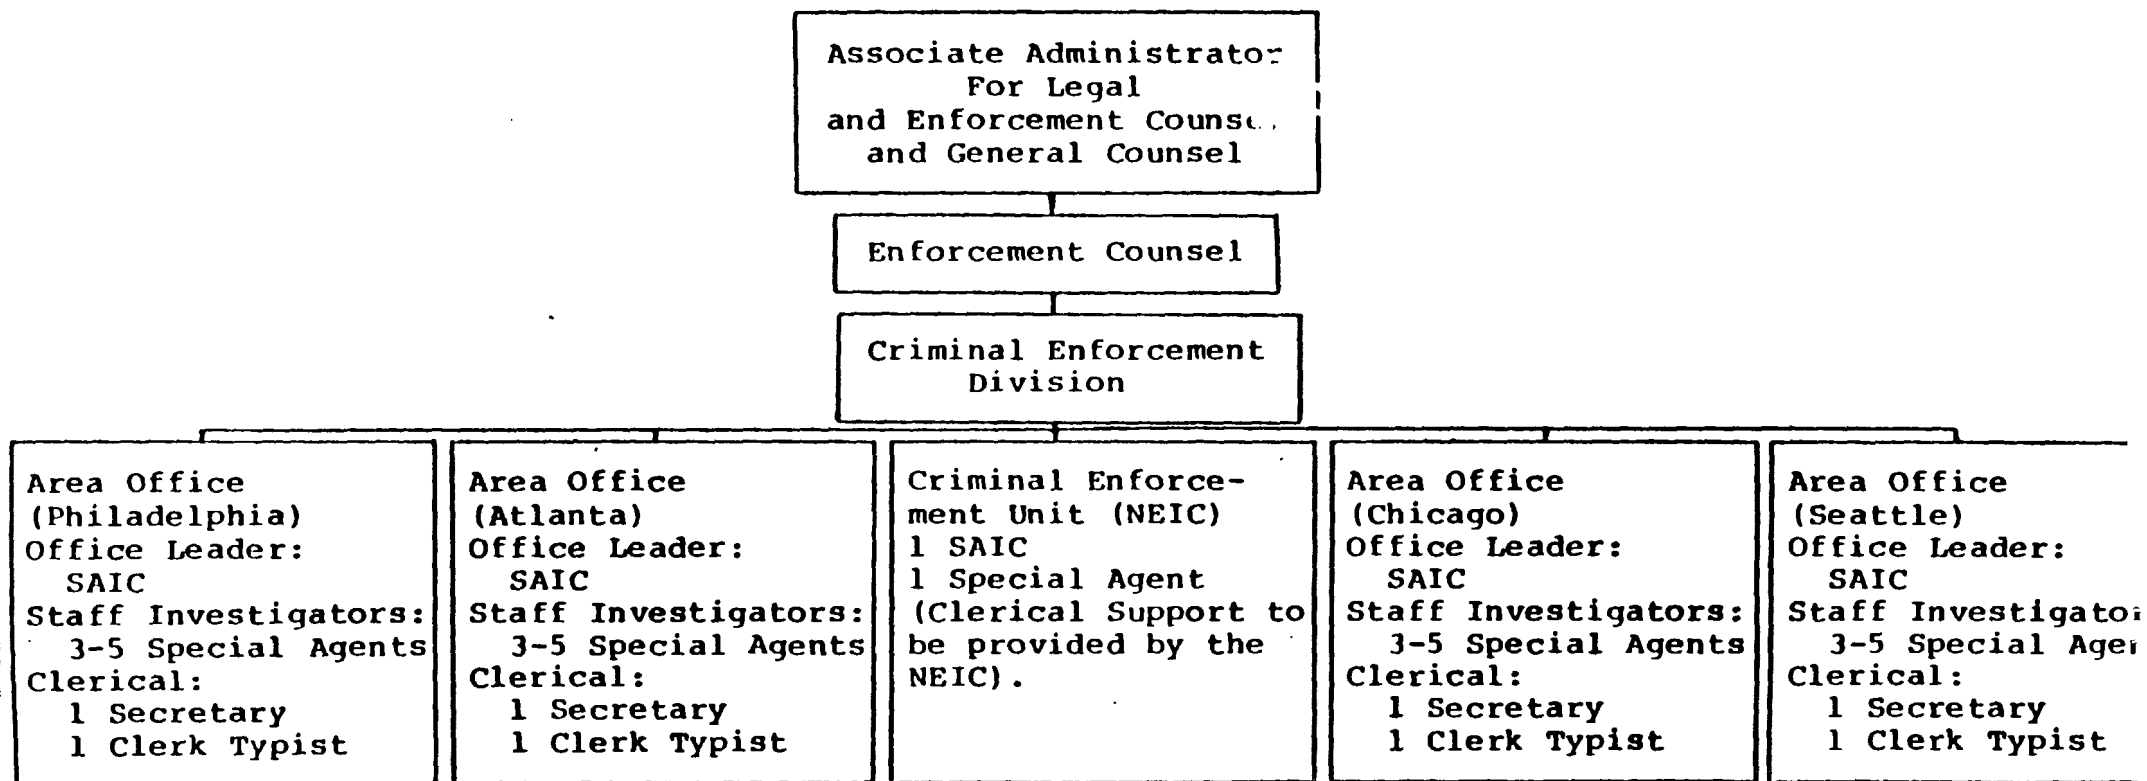 Associate Administrator
For Legal
and Enforcement
and General Counsel
Enforcement Counsel
Criminal Enforcement
Division
Area Office
(Philadelphia)
Office Leader:
SAIC
Staff Investigators:
3-5 Special Agents
Clerical:
1 Secretary
1 Clerk Typist
Area Office
(Atlanta)
Office Leader:
SAIC
Staff Investigators:
3-5 Special Agents
Clerical:
1 Secretary
1 Clerk Typist
Criminal Enforce-
ment Unit (NEIC)
1 SAIC
1 Special Agent
(Clerical Support to
be provided by the
NEIC).
Area Office
(Chicago)
Office Leader:
SAIC
Staff Investigators:
3-5 Special Agents
Clerical:
1 Secretary
1 Clerk Typist
Area Office
(Seattle)
Office Leader:
SAIC
Staff
3-5 Special
Clerical:
1 Secretary
1 Clerk Typist